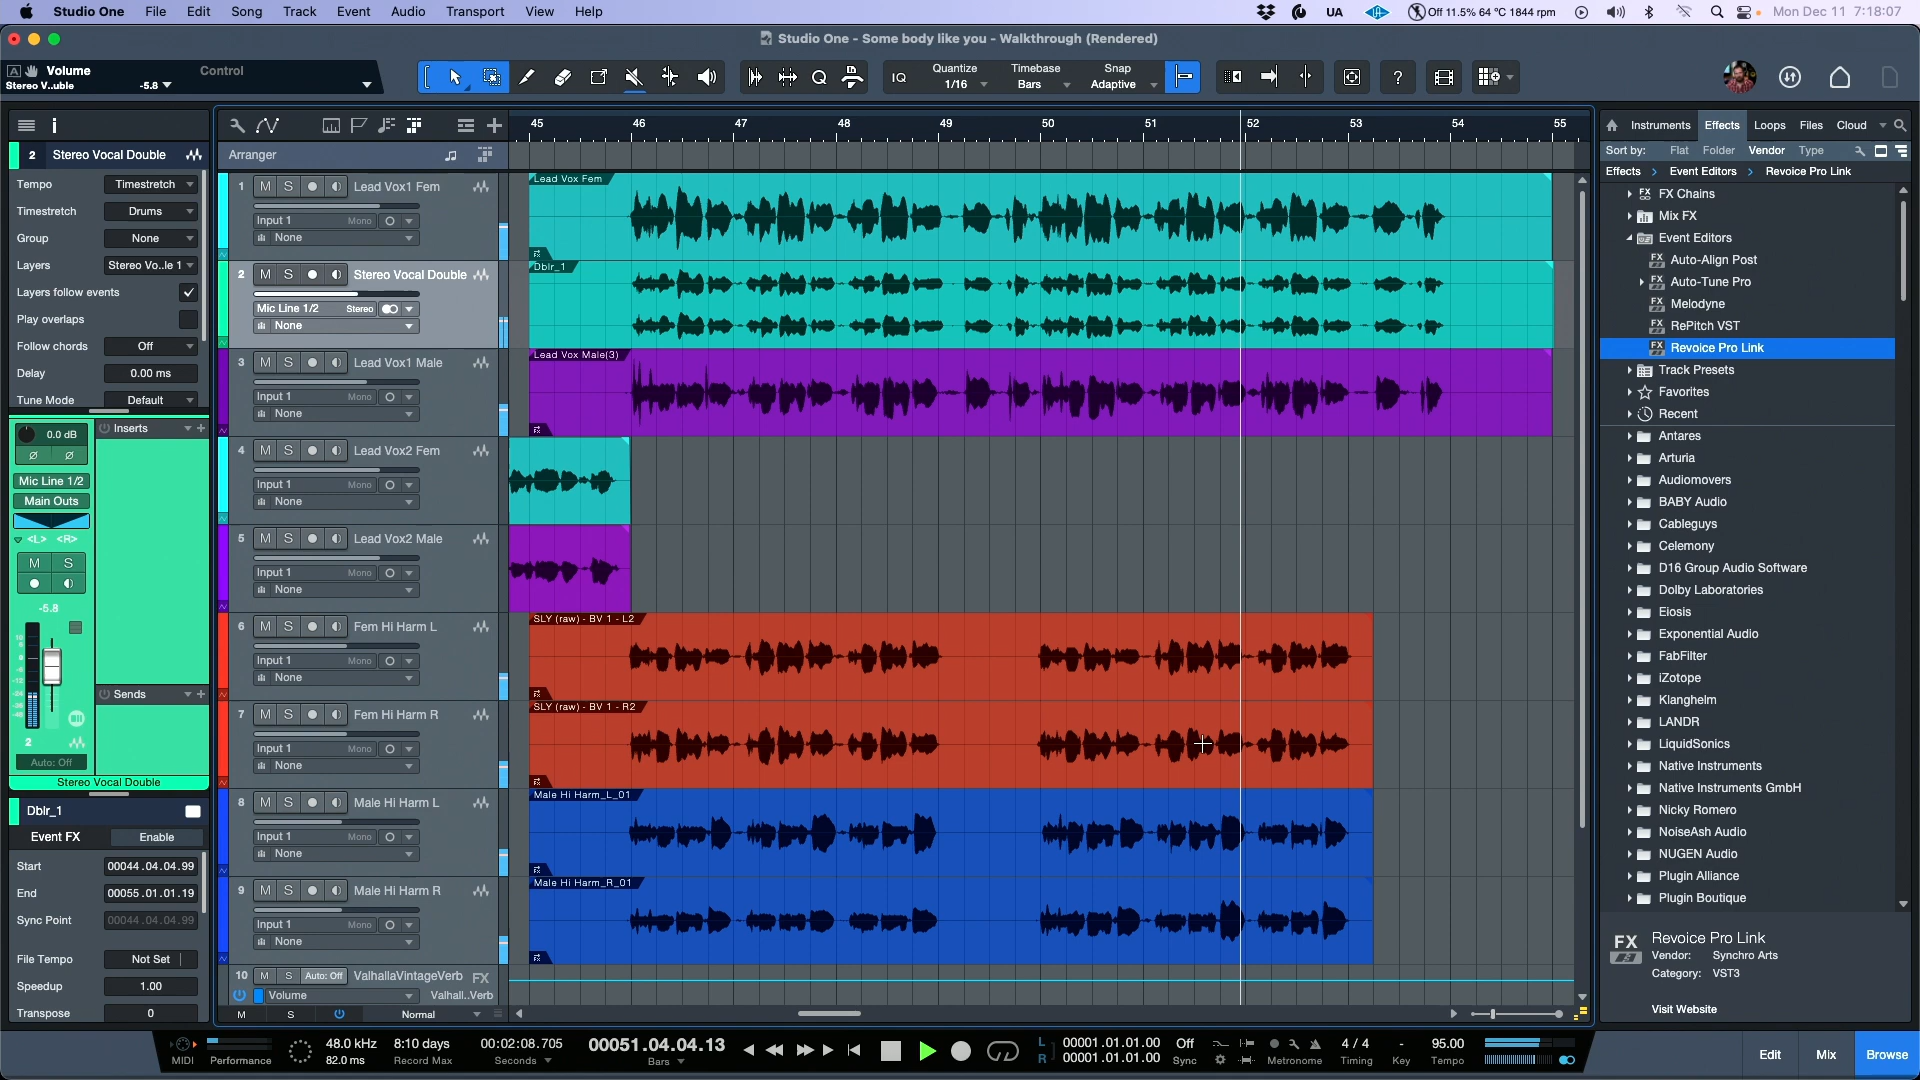 Studio One File Edit Song Track Event Audio Transport View Help
UA Off 11.5% 64 °C 1844 rpm Mon Dec 11 7:18:07
Studio One - Some body like you - Walkthrough (Rendered)
A Volume Control
Stereo V..uble -5.8
IQ Quantize Timebase Snap
1/16 Bars Adaptive
?
i
2 Stereo Vocal Double
Tempo Timestretch
Timestretch Drums
Group None
Layers Stereo Vo..le 1
Layers follow events
Play overlaps
Follow chords Off
Delay 0.00 ms
Tune Mode Default
0.0 dB
Inserts
Mic Line 1/2
Main Outs
<L> <R>
M S
-5.8
Sends
2
Auto: Off
Stereo Vocal Double
Dblr_1
Event FX Enable
Start 00044.04.04.99
End 00055.01.01.19
Sync Point 00044.04.04.99
File Tempo Not Set
Speedup 1.00
Transpose 0
45 46 47 48 49 50 51 52 53 54 55
Arranger
1 M S Lead Vox1 Fem
Input 1 Mono
None
Lead Vox Fem
2 M S Stereo Vocal Double
Mic Line 1/2 Stereo
None
Dblr_1
3 M S Lead Vox1 Male
Input 1 Mono
None
Lead Vox Male(3)
4 M S Lead Vox2 Fem
Input 1 Mono
None
5 M S Lead Vox2 Male
Input 1 Mono
None
6 M S Fem Hi Harm L
Input 1 Mono
None
SLY (raw) - BV 1 - L2
7 M S Fem Hi Harm R
Input 1 Mono
None
SLY (raw) - BV 1 - R2
8 M S Male Hi Harm L
Input 1 Mono
None
Male Hi Harm_L_01
9 M S Male Hi Harm R
Input 1 Mono
None
Male Hi Harm_R_01
10 M S Auto: Off ValhallaVintageVerb FX
Volume Valhall..Verb
M S Normal
Instruments Effects Loops Files Cloud
Sort by: Flat Folder Vendor Type
Effects > Event Editors > Revoice Pro Link
FX Chains
Mix FX
Event Editors
Auto-Align Post
Auto-Tune Pro
Melodyne
RePitch VST
Revoice Pro Link
Track Presets
Favorites
Recent
Antares
Arturia
Audiomovers
BABY Audio
Cableguys
Celemony
D16 Group Audio Software
Dolby Laboratories
Eiosis
Exponential Audio
FabFilter
iZotope
Klanghelm
LANDR
LiquidSonics
Native Instruments
Native Instruments GmbH
Nicky Romero
NoiseAsh Audio
NUGEN Audio
Plugin Alliance
Plugin Boutique
FX Revoice Pro Link
Vendor: Synchro Arts
Category: VST3
Visit Website
MIDI Performance 48.0 kHz 8:10 days 00:02:08.705 00051.04.04.13
82.0 ms Record Max Seconds Bars
L 00001.01.01.00 Off
R 00001.01.01.00 Sync
Metronome
4 / 4 - 95.00
Timing Key Tempo
Edit Mix Browse